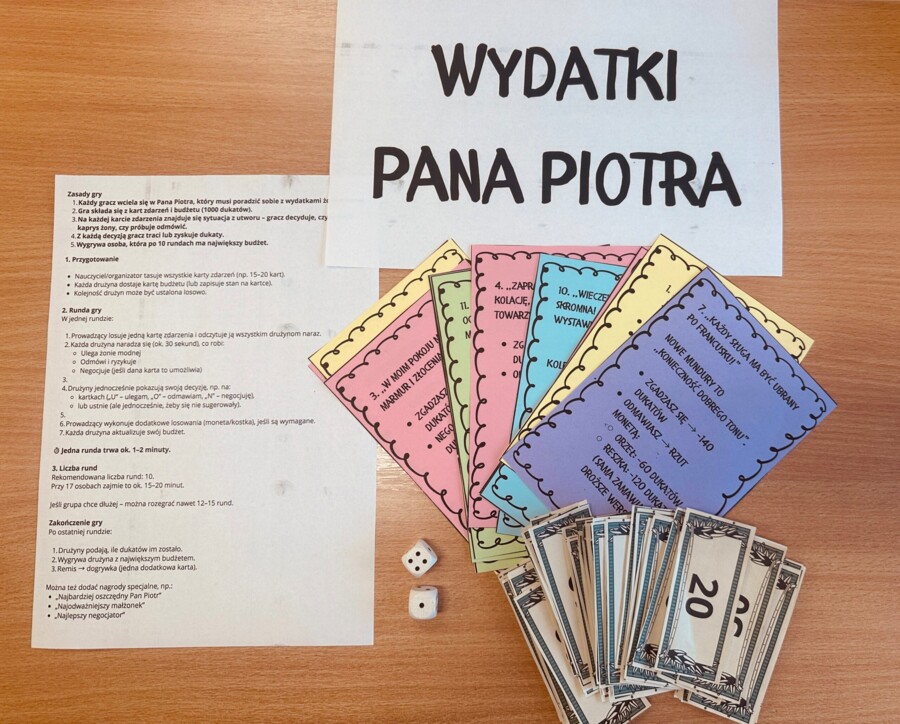 WYDATKI
PANA PIOTRA
Zasady gry
1. Każdy gracz wciela się w Pana Piotra, który musi poradzić sobie z wydatkami
2. Gra składa się z kart zdarzeń i budżetu (1000 dukatów).
3. Na każdej karcie zdarzenia znajduje się sytuacja z utworu – gracz decyduje, czy
kaprys żony, czy próbuje odmówić.
4. Z każdą decyzją gracz traci lub zyskuje dukaty.
5. Wygrywa osoba, która po 10 rundach ma największy budżet.
1. Przygotowanie
• Nauczyciel/organizator tasuje wszystkie karty zdarzeń (np. 15–20 kart).
• Każda drużyna dostaje kartę budżetu (lub zapisuje stan na kartce).
• Kolejność drużyn może być ustalona losowo.
2. Runda gry
W jednej rundzie:
1. Prowadzący losuje jedną kartę zdarzenia i odczytuje ją wszystkim drużynom naraz.
2. Każda drużyna naradza się (ok. 30 sekund), co robi:
○ Ulega żonie modnej
○ Odmówi i ryzykuje
○ Negocjuje (jeśli dana karta to umożliwia)
3.
4. Drużyny jednocześnie pokazują swoją decyzję, np. na:
○ kartkach („U" – ulegam, „O" – odmawiam, „N" – negocjuję),
○ lub ustnie (ale jednocześnie, żeby się nie sugerowały).
5.
6. Prowadzący wykonuje dodatkowe losowania (moneta/kostka), jeśli są wymagane.
7. Każda drużyna aktualizuje swój budżet.
⏱ Jedna runda trwa ok. 1–2 minuty.
3. Liczba rund
Rekomendowana liczba rund: 10.
Przy 17 osobach zajmie to ok. 15–20 minut.
Jeśli grupa chce dłużej – można rozegrać nawet 12–15 rund.
Zakończenie gry
Po ostatniej rundzie:
1. Drużyny podają, ile dukatów im zostało.
2. Wygrywa drużyna z największym budżetem.
3. Remis → dogrywka (jedna dodatkowa karta).
Można też dodać nagrody specjalne, np.:
• „Najbardziej oszczędny Pan Piotr"
• „Najodważniejszy małżonek"
• „Najlepszy negocjator"
3. „W MOIM POKOJU
MARMUR I ZŁOCENIA
• ZGADZASZ
DUKATÓ
• NEGO
11.
4. „ZAPR
KOLACJĘ,
TOWARZ
• ZG
10. „WIECZE
SKROMNA!
WYSTAW
KOLE
1.
7. „KAŻDY SŁUGA MA BYĆ UBRANY
PO FRANCUSKU!"
NOWE MUNDURY TO
„KONIECZNOŚĆ DOBREGO TONU".
• ZGADZASZ SIĘ → -140
DUKATÓW
• ODMAWIASZ → RZUT
MONETĄ:
○ ORZEŁ: -60 DUKATÓW
○ RESZKA: -120 DUKA
(SAMA ZAMAWI
DROŻSZE WER
20